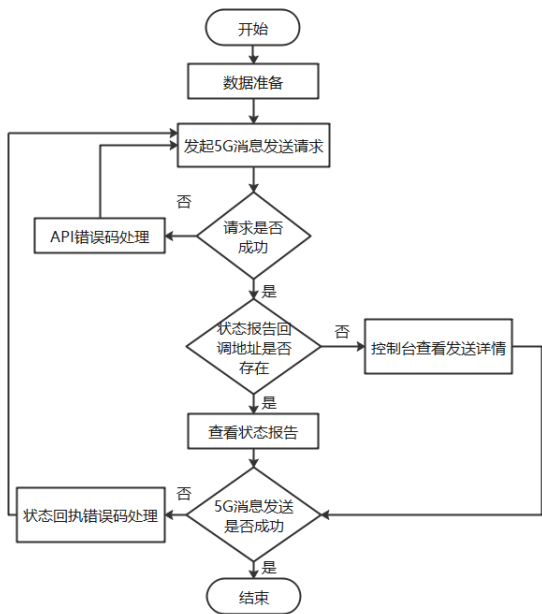 开始
数据准备
发起5G消息发送请求
否
请求是否
成功
API错误码处理
是
状态报告回
调地址是否
存在
否
控制台查看发送详情
是
查看状态报告
5G消息发送
是否成功
否
状态回执错误码处理
是
结束